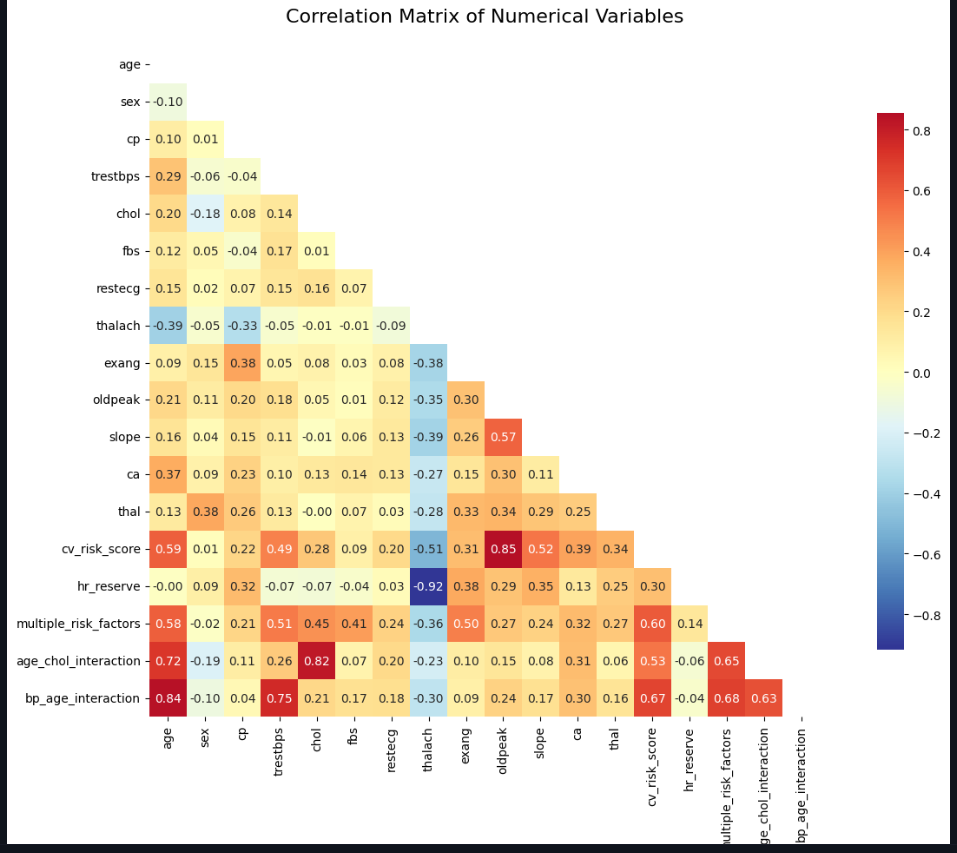 Correlation Matrix of Numerical Variables
age
sex -0.10
cp 0.10 0.01
trestbps 0.29 -0.06 -0.04
chol 0.20 -0.18 0.08 0.14
fbs 0.12 0.05 -0.04 0.17 0.01
restecg 0.15 0.02 0.07 0.15 0.16 0.07
thalach -0.39 -0.05 -0.33 -0.05 -0.01 -0.01 -0.09
exang 0.09 0.15 0.38 0.05 0.08 0.03 0.08 -0.38
oldpeak 0.21 0.11 0.20 0.18 0.05 0.01 0.12 -0.35 0.30
slope 0.16 0.04 0.15 0.11 -0.01 0.06 0.13 -0.39 0.26 0.57
ca 0.37 0.09 0.23 0.10 0.13 0.14 0.13 -0.27 0.15 0.30 0.11
thal 0.13 0.38 0.26 0.13 -0.00 0.07 0.03 -0.28 0.33 0.34 0.29 0.25
cv_risk_score 0.59 0.01 0.22 0.49 0.28 0.09 0.20 -0.51 0.31 0.85 0.52 0.39 0.34
hr_reserve -0.00 0.09 0.32 -0.07 -0.07 -0.04 0.03 -0.92 0.38 0.29 0.35 0.13 0.25 0.30
multiple_risk_factors 0.58 -0.02 0.21 0.51 0.45 0.41 0.24 -0.36 0.50 0.27 0.24 0.32 0.27 0.60 0.14
age_chol_interaction 0.72 -0.19 0.11 0.26 0.82 0.07 0.20 -0.23 0.10 0.15 0.08 0.31 0.06 0.53 -0.06 0.65
bp_age_interaction 0.84 -0.10 0.04 0.75 0.21 0.17 0.18 -0.30 0.09 0.24 0.17 0.30 0.16 0.67 -0.04 0.68 0.63
age
sex
cp
trestbps
chol
fbs
restecg
thalach
exang
oldpeak
slope
ca
thal
cv_risk_score
hr_reserve
ultiple_risk_factors
ge_chol_interaction
bp_age_interaction
0.8
0.6
0.4
0.2
0.0
−0.2
−0.4
−0.6
−0.8